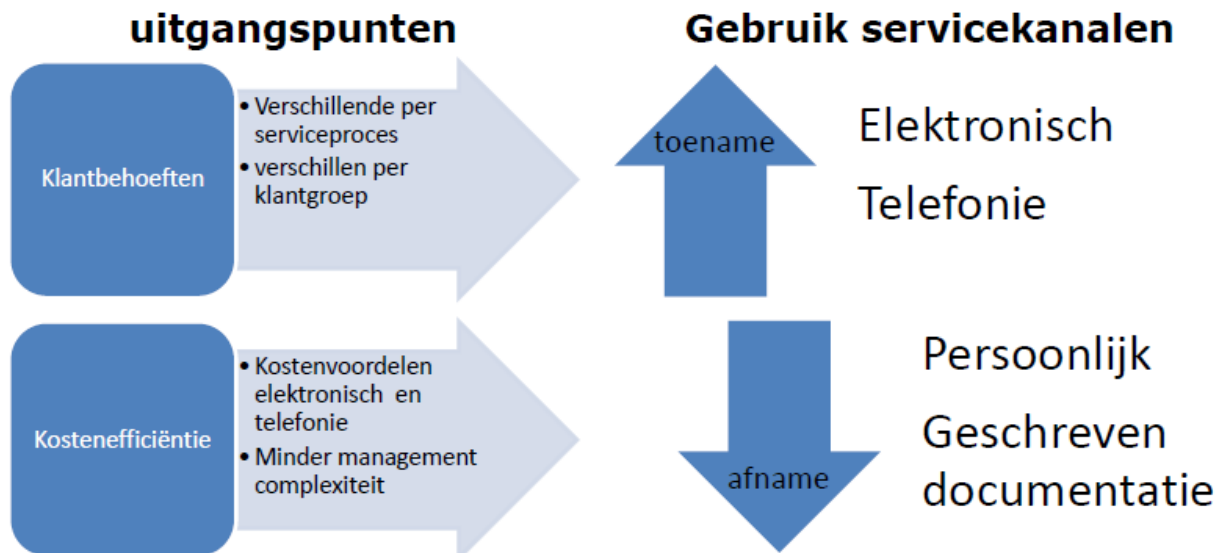 uitgangspunten
Gebruik servicekanalen
Klantbehoeften
• Verschillende per
serviceproces
• verschillen per
klantgroep
toename
Elektronisch
Telefonie
Kostenefficiëntie
• Kostenvoordelen
elektronisch en
telefonie
• Minder management
complexiteit
afname
Persoonlijk
Geschreven
documentatie